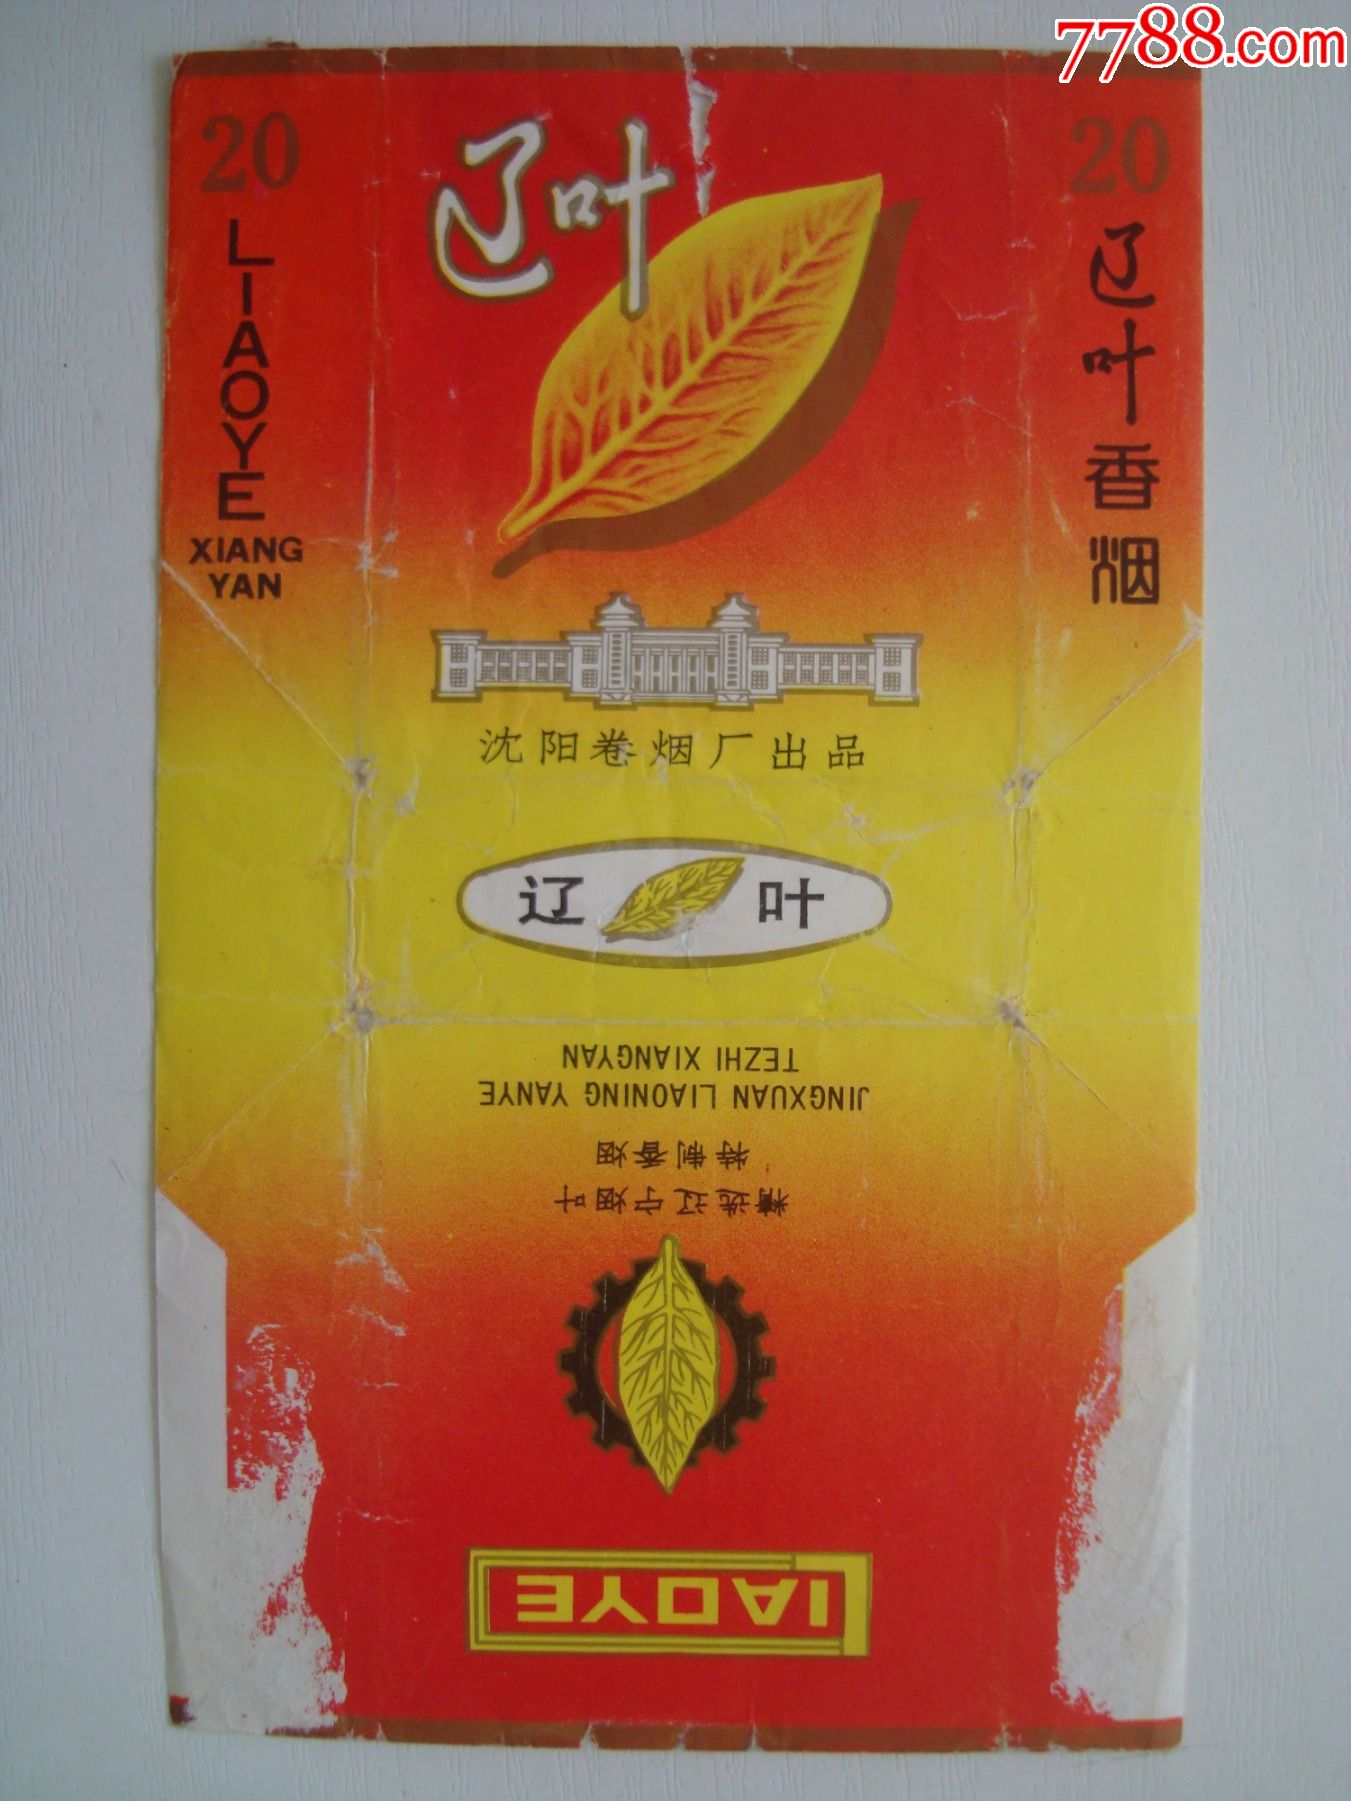 7788.com
20
LIAOYE
XIANG
YAN
辽叶
20
辽叶香烟
沈阳卷烟厂出品
辽 叶
LIAOYE
精选辽宁烟叶
特制香烟
JINGXUAN LIAONING YANYE
TEZHI XIANGYAN